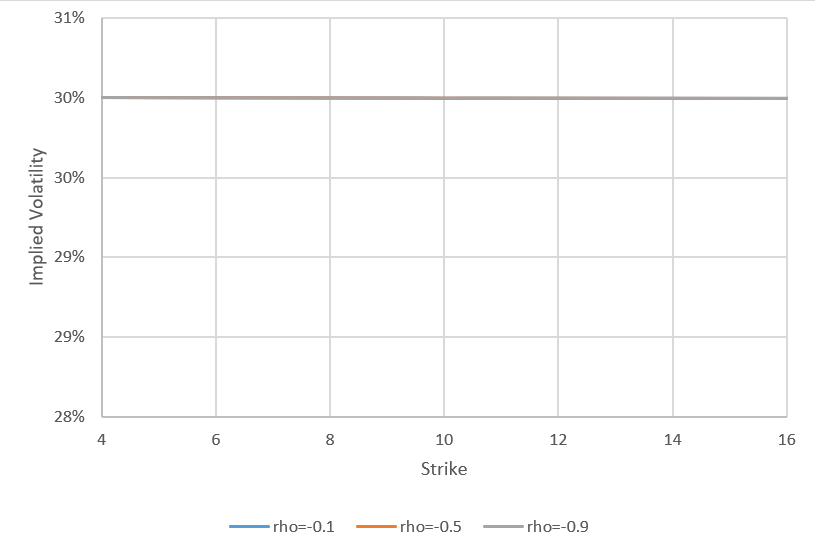 31%
30%
30%
29%
29%
28%
Implied Volatility
4 6 8 10 12 14 16
Strike
rho=-0.1 rho=-0.5 rho=-0.9